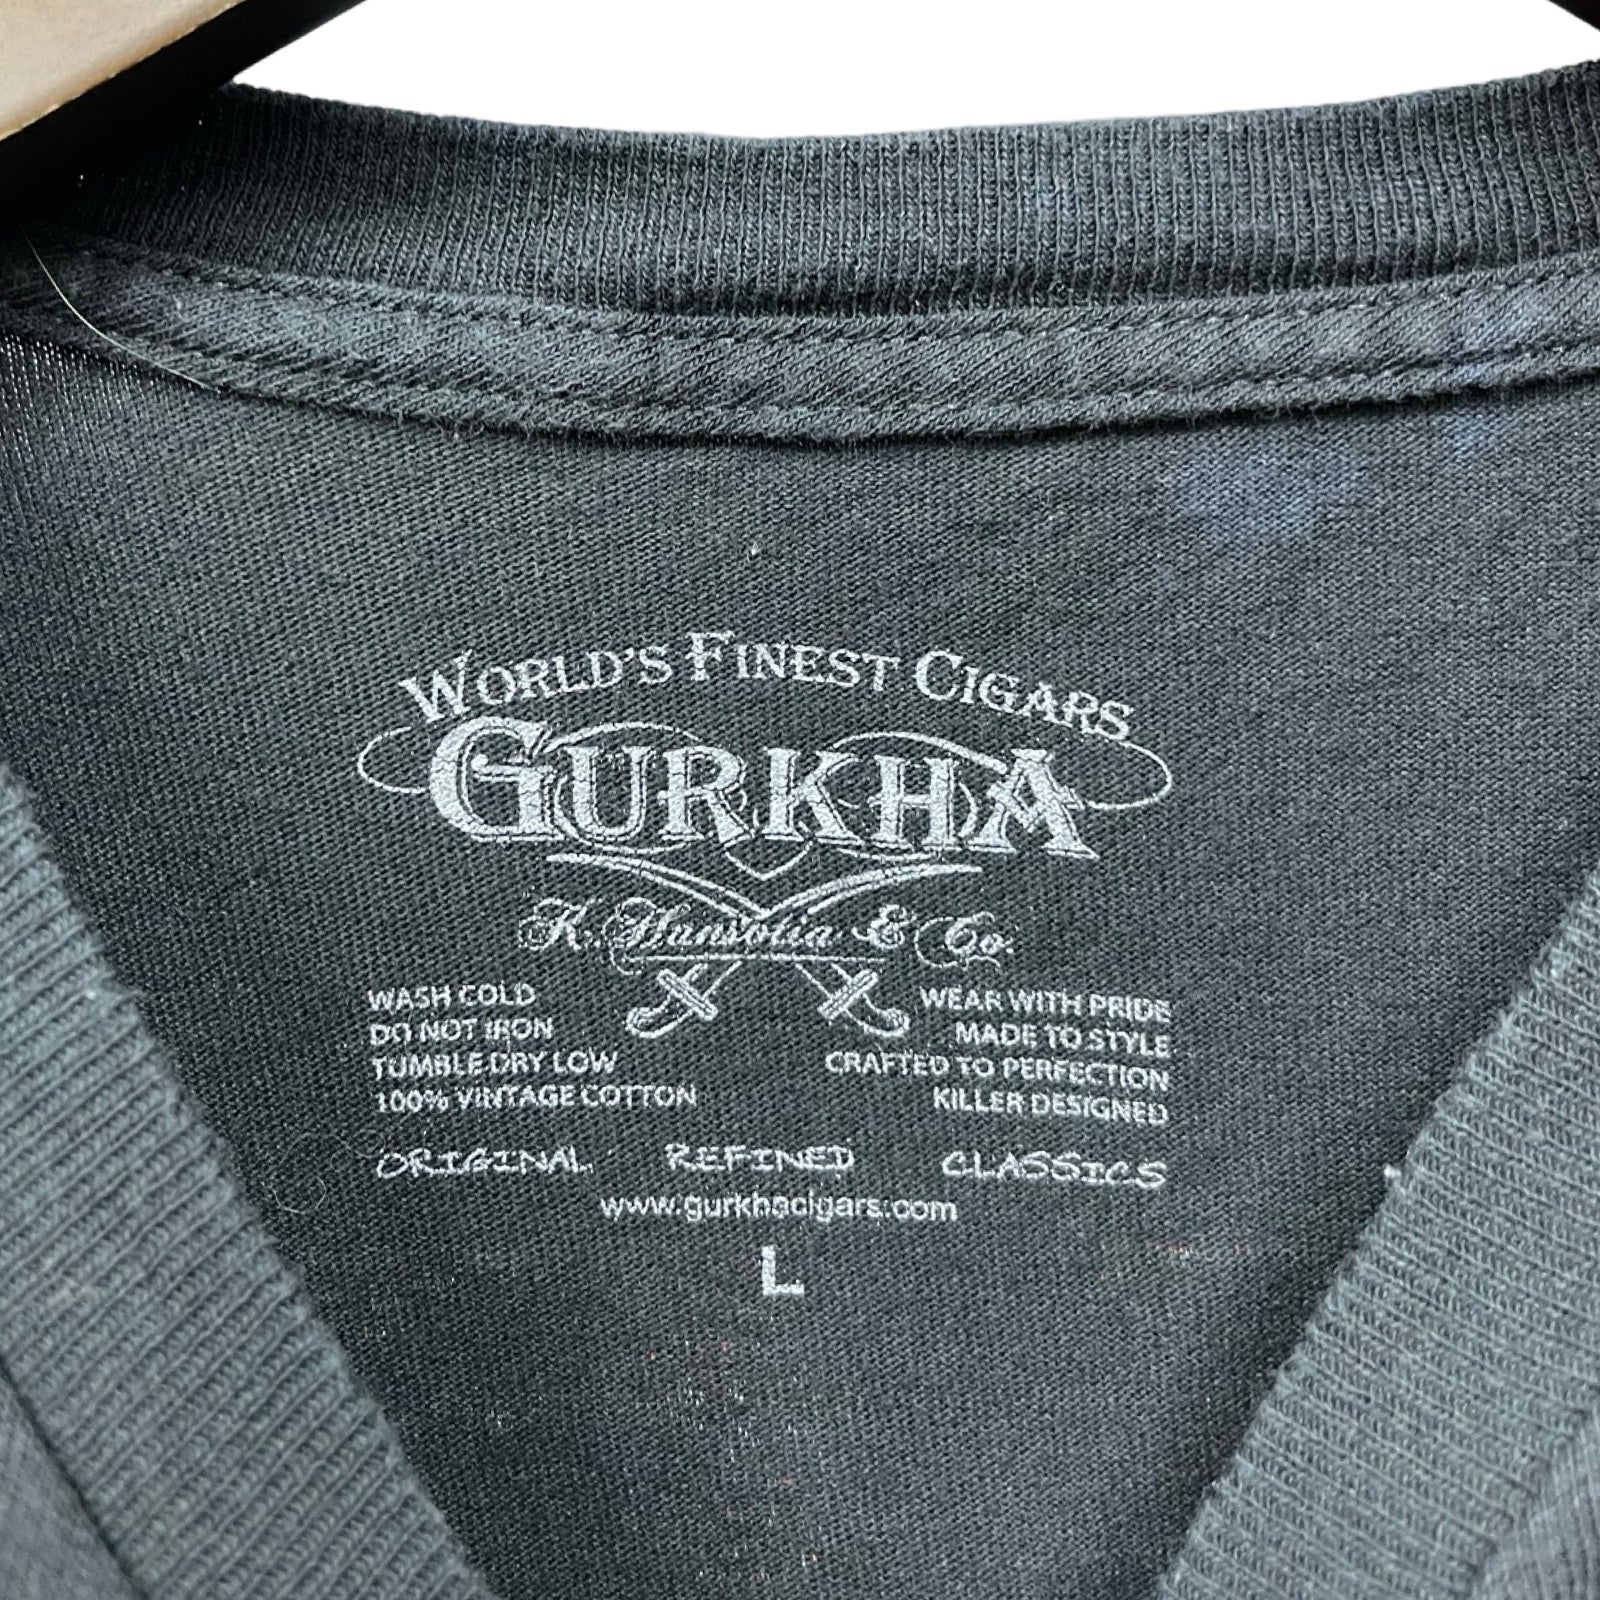 WORLD'S FINEST CIGARS
GURKHA
K. Hansotia & Co.
WASH COLD
DO NOT IRON
TUMBLE DRY LOW
100% VINTAGE COTTON
WEAR WITH PRIDE
MADE TO STYLE
CRAFTED TO PERFECTION
KILLER DESIGNED
ORIGINAL REFINED CLASSICS
www.gurkhacigars.com
L